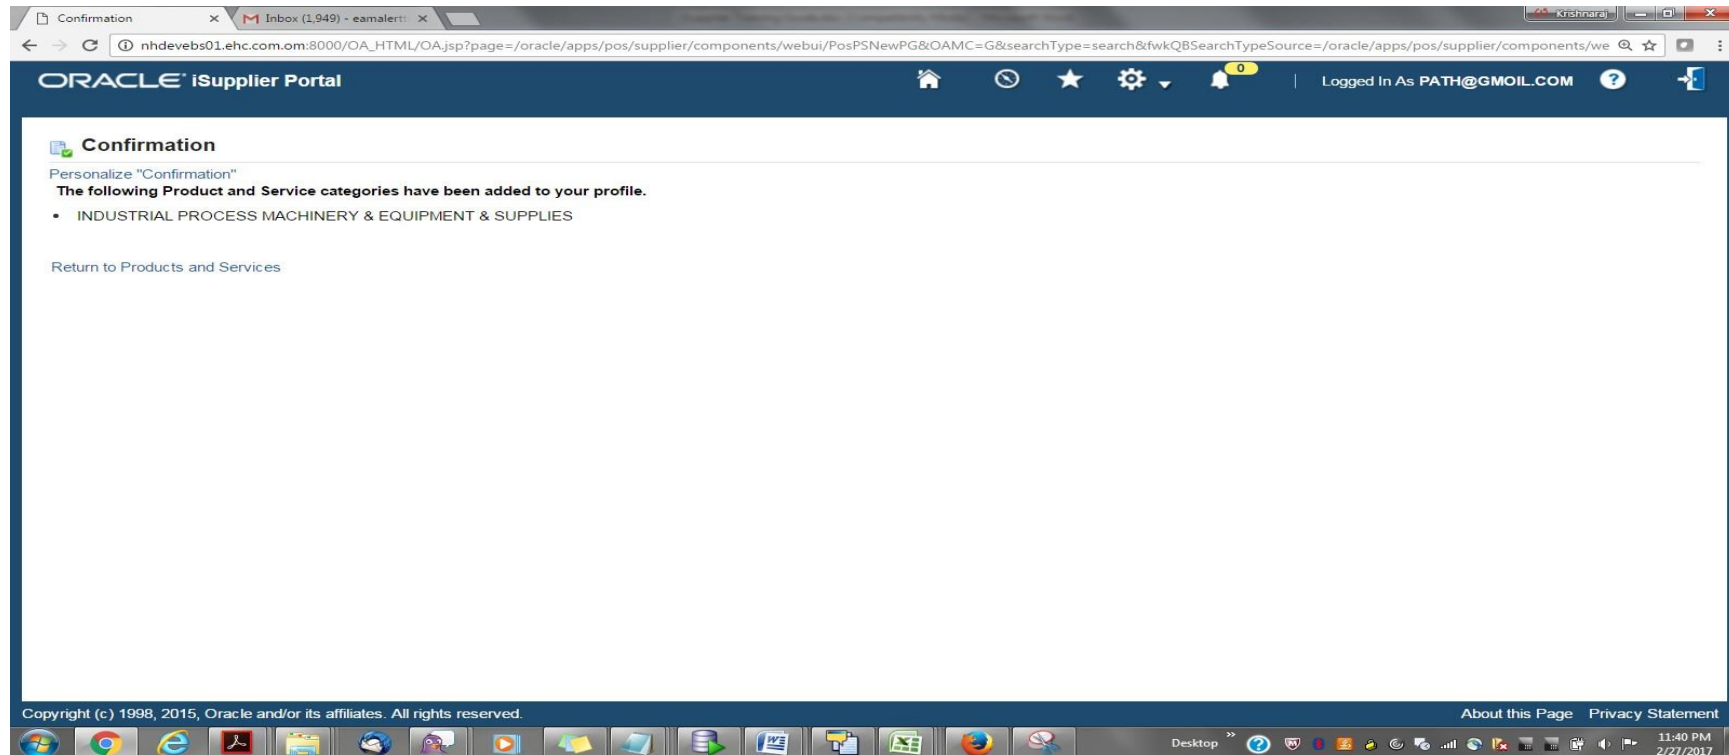 Confirmation
Inbox (1,949) - eamalert
Krishnaraj
nhdevebs01.ehc.com.om:8000/OA_HTML/OA.jsp?page=/oracle/apps/pos/supplier/components/webui/PosPSNewPG&OAMC=G&searchType=search&fwkQBSearchTypeSource=/oracle/apps/pos/supplier/components/we
ORACLE iSupplier Portal
0
Logged In As PATH@GMOIL.COM
Confirmation
Personalize "Confirmation"
The following Product and Service categories have been added to your profile.
• INDUSTRIAL PROCESS MACHINERY & EQUIPMENT & SUPPLIES
Return to Products and Services
Copyright (c) 1998, 2015, Oracle and/or its affiliates. All rights reserved.
About this Page Privacy Statement
Desktop
11:40 PM
2/27/2017